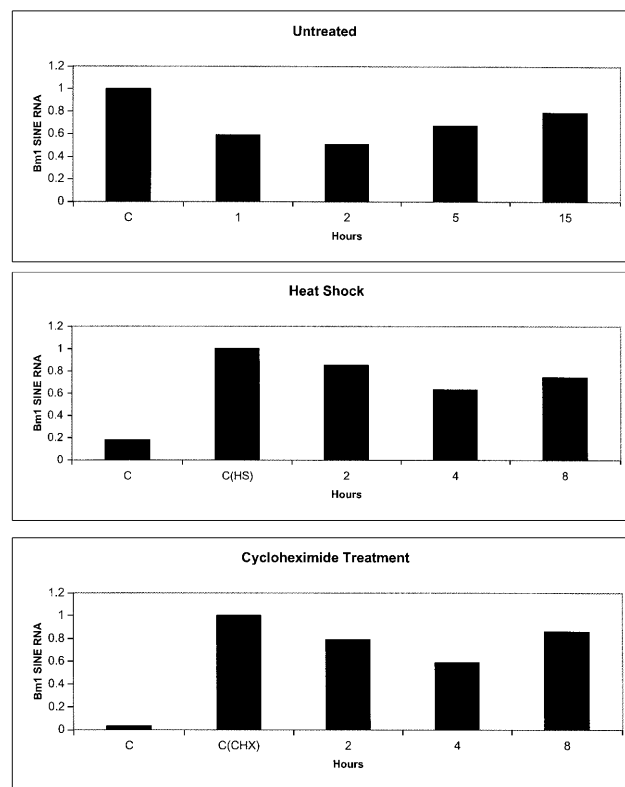 Untreated
1.2
1
0.8
0.6
0.4
0.2
0
Bm1 SINE RNA
C 1 2 5 15
Hours
Heat Shock
1.2
1
0.8
0.6
0.4
0.2
0
Bm1 SINE RNA
C C(HS) 2 4 8
Hours
Cycloheximide Treatment
1.2
1
0.8
0.6
0.4
0.2
0
Bm1 SINE RNA
C C(CHX) 2 4 8
Hours